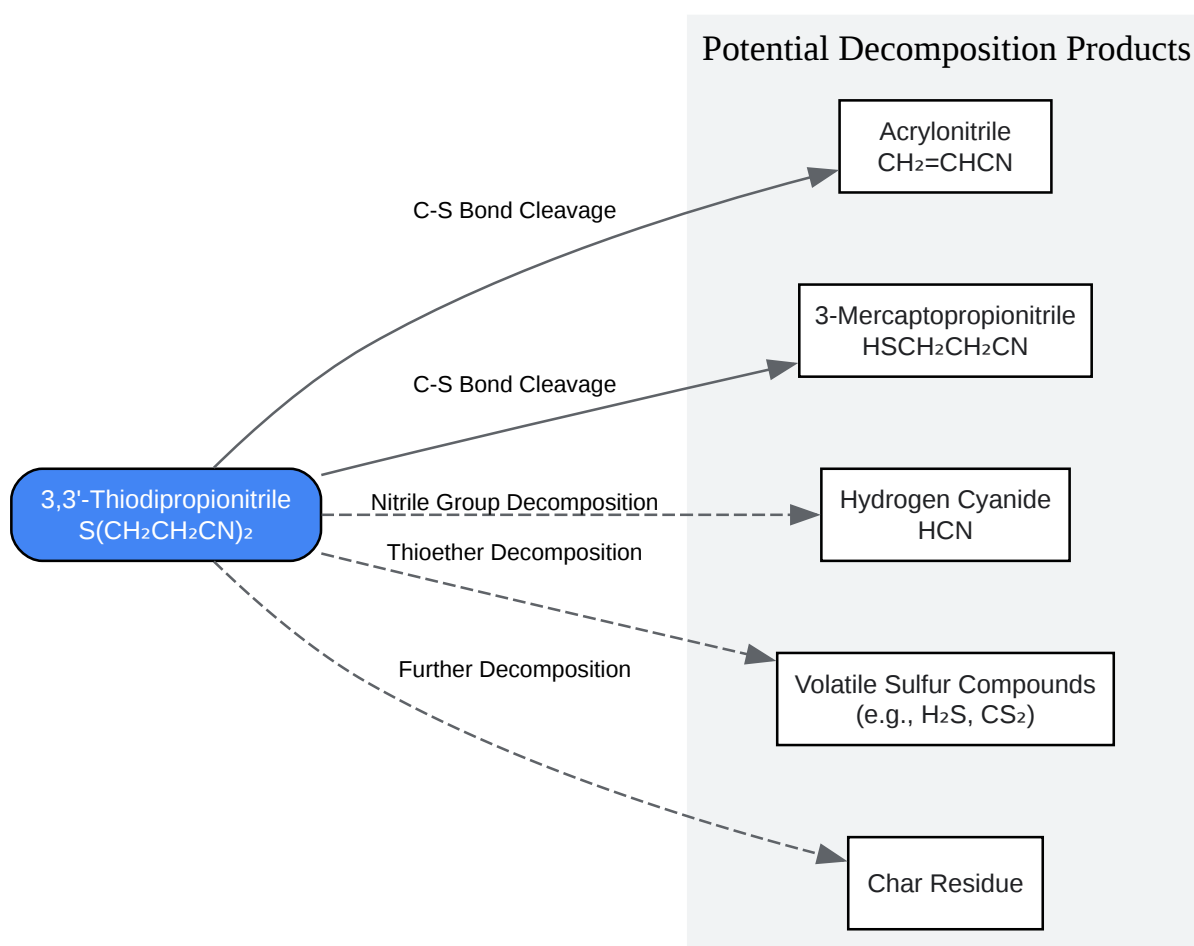 Potential Decomposition Products
Acrylonitrile
CH₂=CHCN
C-S Bond Cleavage
3-Mercaptopropionitrile
HSCH₂CH₂CN
C-S Bond Cleavage
3,3'-Thiodipropionitrile
S(CH₂CH₂CN)₂
Nitrile Group Decomposition
Hydrogen Cyanide
HCN
Thioether Decomposition
Volatile Sulfur Compounds
(e.g., H₂S, CS₂)
Further Decomposition
Char Residue